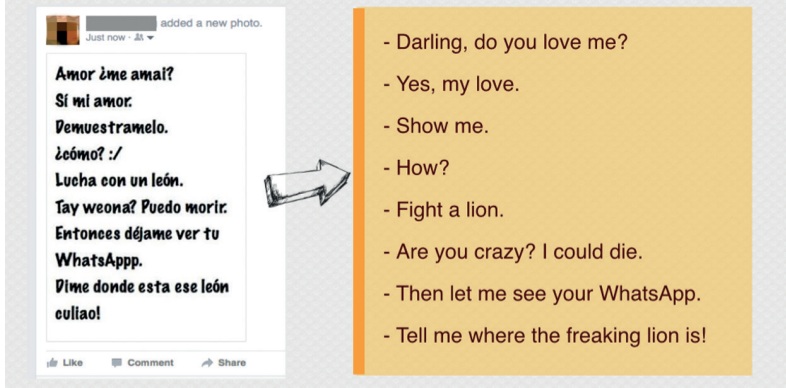 added a new photo.
Just now
Amor ¿me amai?
Sí mi amor.
Demuestramelo.
¿cómo? :/
Lucha con un león.
Tay weona? Puedo morir.
Entonces déjame ver tu
WhatsAppp.
Dime donde esta ese león
culiao!
Like Comment Share
- Darling, do you love me?
- Yes, my love.
- Show me.
- How?
- Fight a lion.
- Are you crazy? I could die.
- Then let me see your WhatsApp.
- Tell me where the freaking lion is!